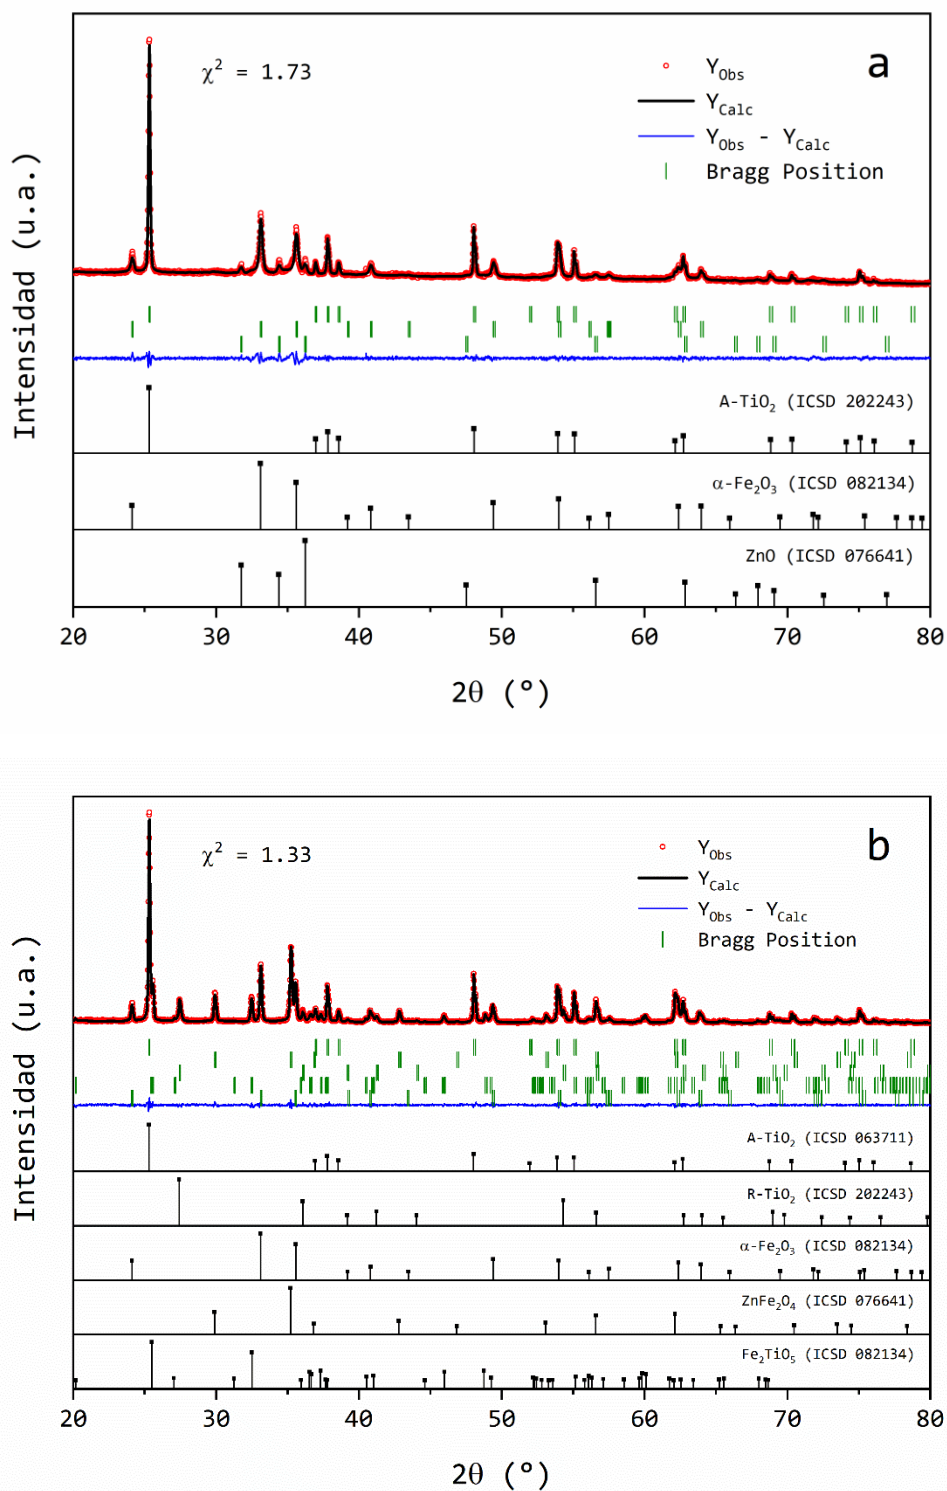 χ² = 1.73
a
Y_Obs
Y_Calc
Y_Obs - Y_Calc
Bragg Position
Intensidad (u.a.)
A-TiO₂ (ICSD 202243)
α-Fe₂O₃ (ICSD 082134)
ZnO (ICSD 076641)
20 30 40 50 60 70 80
2θ (º)
χ² = 1.33
b
Y_Obs
Y_Calc
Y_Obs - Y_Calc
Bragg Position
Intensidad (u.a.)
A-TiO₂ (ICSD 063711)
R-TiO₂ (ICSD 202243)
α-Fe₂O₃ (ICSD 082134)
ZnFe₂O₄ (ICSD 076641)
Fe₂TiO₅ (ICSD 082134)
20 30 40 50 60 70 80
2θ (º)